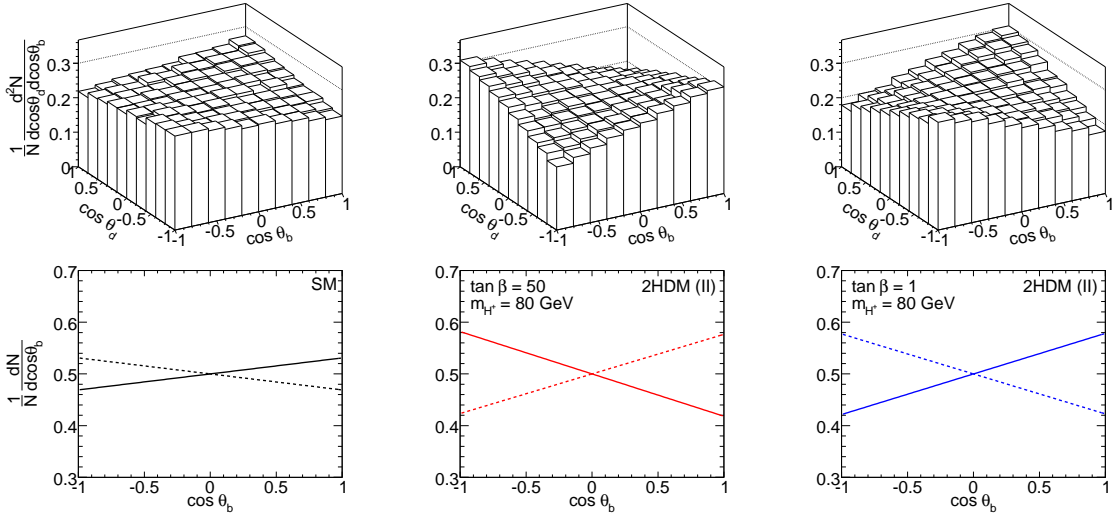 1 d²N
N dcosθ_d dcosθ_b
0.3
0.2
0.1
0
1
0.5
0
-0.5
-1
cos θ_d
-1
-0.5
0
0.5
1
cos θ_b
0.3
0.2
0.1
0
1
0.5
0
-0.5
-1
cos θ_d
-1
-0.5
0
0.5
1
cos θ_b
0.3
0.2
0.1
0
1
0.5
0
-0.5
-1
cos θ_d
-1
-0.5
0
0.5
1
cos θ_b
1 dN
N dcosθ_b
0.7
0.6
0.5
0.4
0.3
SM
-1 -0.5 0 0.5 1
cos θ_b
0.7
0.6
0.5
0.4
0.3
tan β = 50 2HDM (II)
m_H⁺ = 80 GeV
-1 -0.5 0 0.5 1
cos θ_b
0.7
0.6
0.5
0.4
0.3
tan β = 1 2HDM (II)
m_H⁺ = 80 GeV
-1 -0.5 0 0.5 1
cos θ_b